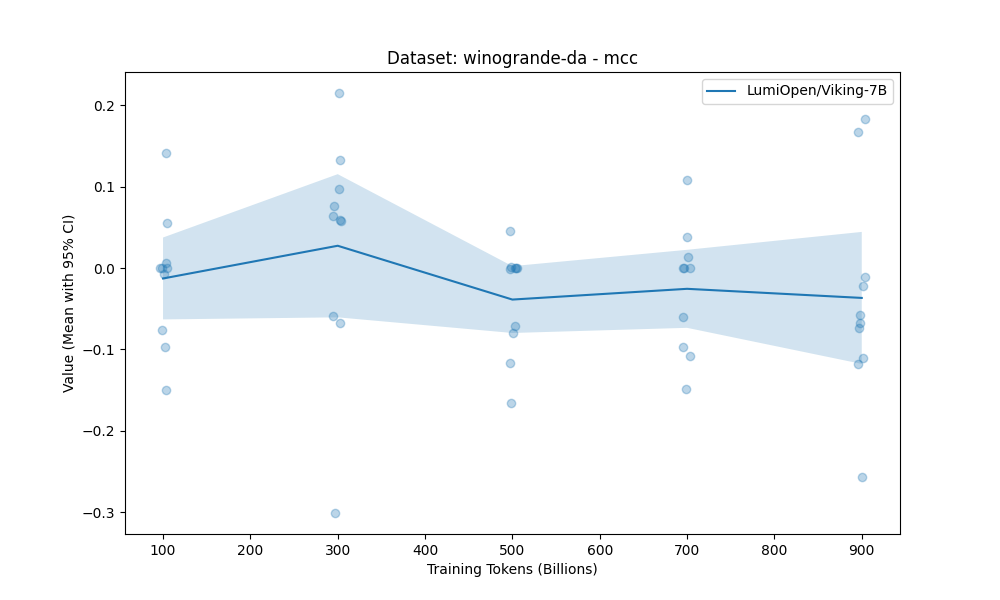 Dataset: winogrande-da - mcc
LumiOpen/Viking-7B
Value (Mean with 95% CI)
0.2
0.1
0.0
−0.1
−0.2
−0.3
100 200 300 400 500 600 700 800 900
Training Tokens (Billions)